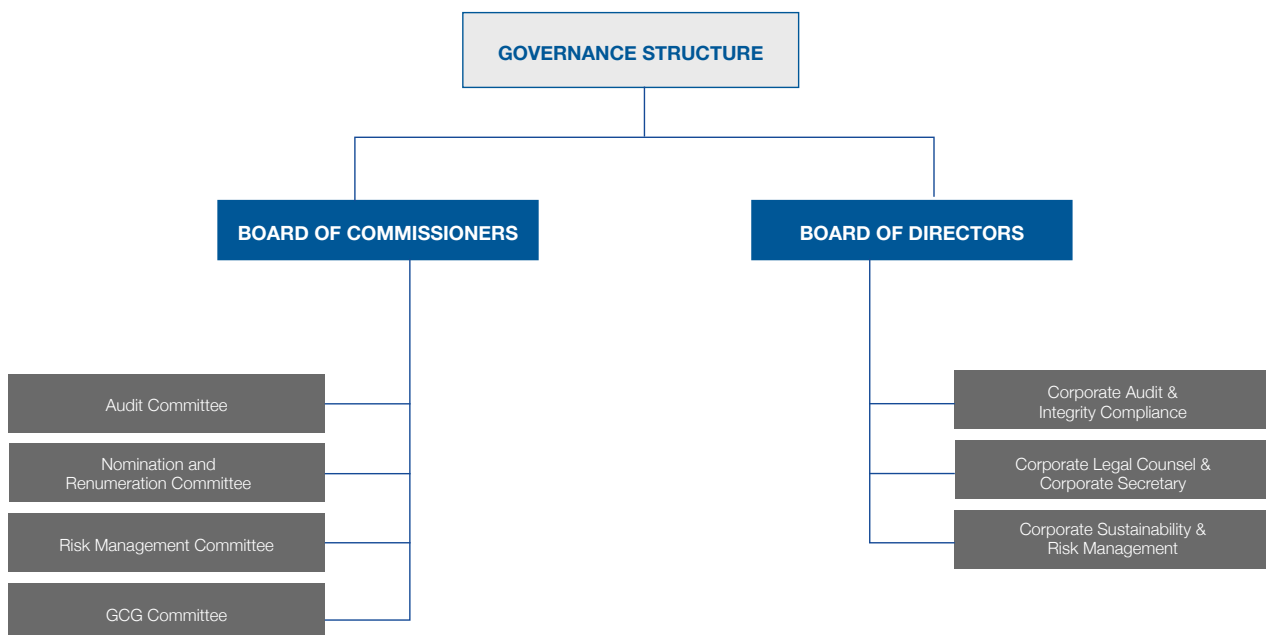 GOVERNANCE STRUCTURE
BOARD OF COMMISSIONERS
BOARD OF DIRECTORS
Audit Committee
Nomination and
Renumeration Committee
Risk Management Committee
GCG Committee
Corporate Audit &
Integrity Compliance
Corporate Legal Counsel &
Corporate Secretary
Corporate Sustainability &
Risk Management